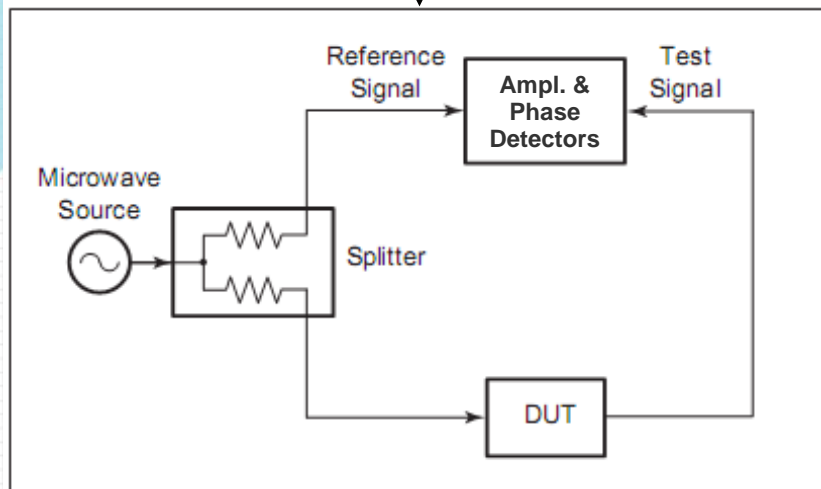 Reference
Signal
Ampl. &
Phase
Detectors
Test
Signal
Microwave
Source
Splitter
DUT